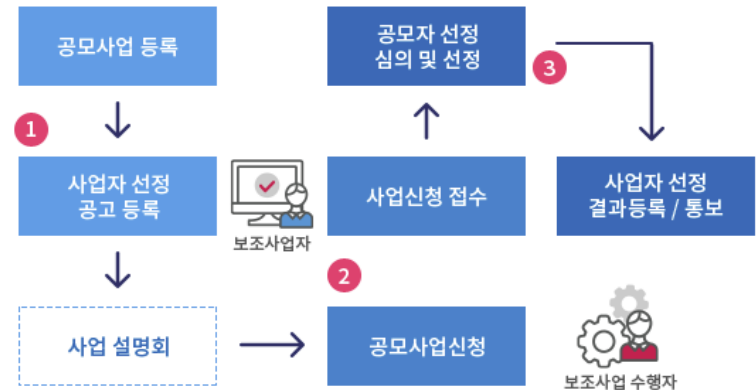 공모사업 등록
1
사업자 선정
공고 등록
보조사업자
사업 설명회
2
공모사업신청
보조사업 수행자
사업신청 접수
공모자 선정
심의 및 선정
3
사업자 선정
결과등록 / 통보